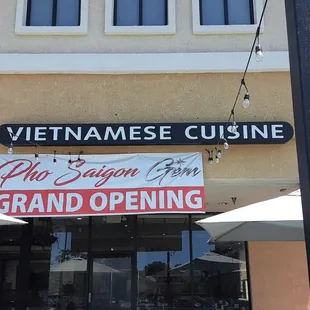 VIETNAMESE CUISINE
Pho Saigon Gem
GRAND OPENING